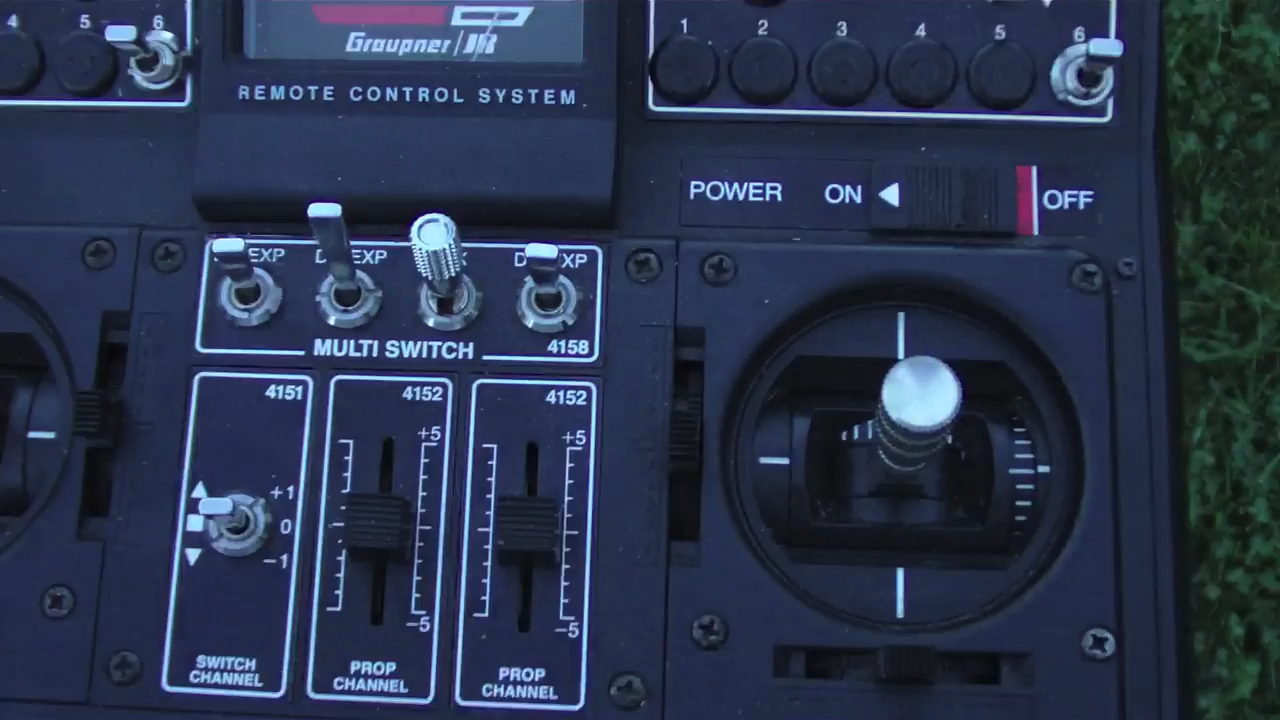 4 5 6
Graupner/JR
REMOTE CONTROL SYSTEM
1 2 3 4 5 6
POWER ON OFF
EXP D EXP D XP
MULTI SWITCH 4158
4151
+1
0
-1
SWITCH
CHANNEL
4152
+5
-5
PROP
CHANNEL
4152
+5
-5
PROP
CHANNEL